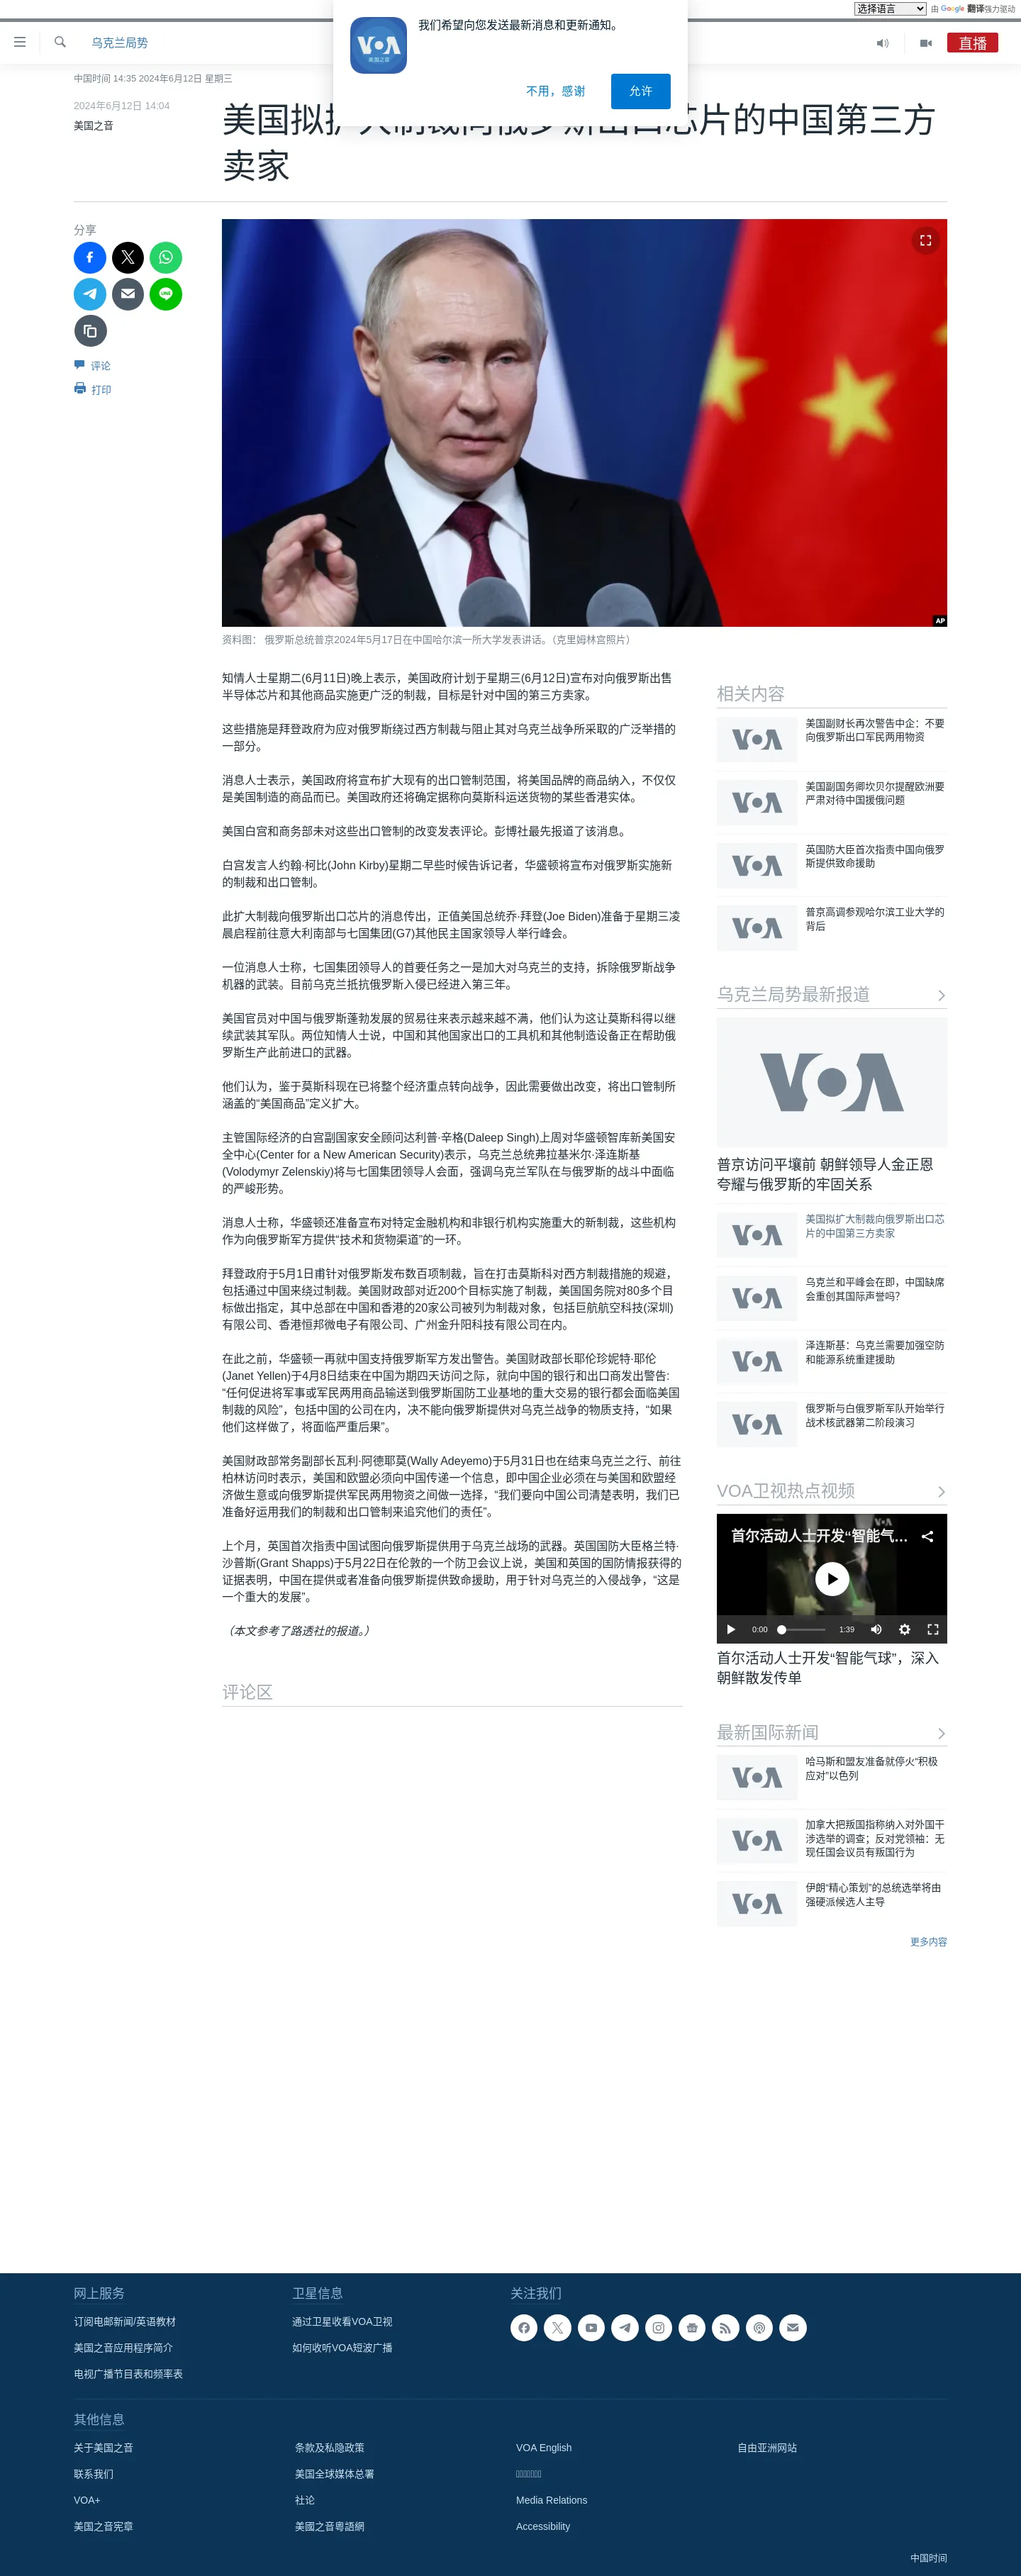 选择语言
由 Google 翻译强力驱动
我们希望向您发送最新消息和更新通知。
VOA
美国之音
不用，感谢
允许
乌克兰局势
直播
中国时间 14:35 2024年6月12日 星期三
2024年6月12日 14:04
美国之音
美国拟扩大制裁向俄罗斯出口芯片的中国第三方
卖家
分享
评论
打印
AP
资料图： 俄罗斯总统普京2024年5月17日在中国哈尔滨一所大学发表讲话。（克里姆林宫照片）
知情人士星期二(6月11日)晚上表示，美国政府计划于星期三(6月12日)宣布对向俄罗斯出售
半导体芯片和其他商品实施更广泛的制裁，目标是针对中国的第三方卖家。
这些措施是拜登政府为应对俄罗斯绕过西方制裁与阻止其对乌克兰战争所采取的广泛举措的
一部分。
消息人士表示，美国政府将宣布扩大现有的出口管制范围，将美国品牌的商品纳入，不仅仅
是美国制造的商品而已。美国政府还将确定据称向莫斯科运送货物的某些香港实体。
美国白宫和商务部未对这些出口管制的改变发表评论。彭博社最先报道了该消息。
白宫发言人约翰·柯比(John Kirby)星期二早些时候告诉记者，华盛顿将宣布对俄罗斯实施新
的制裁和出口管制。
此扩大制裁向俄罗斯出口芯片的消息传出，正值美国总统乔·拜登(Joe Biden)准备于星期三凌
晨启程前往意大利南部与七国集团(G7)其他民主国家领导人举行峰会。
一位消息人士称，七国集团领导人的首要任务之一是加大对乌克兰的支持，拆除俄罗斯战争
机器的武装。目前乌克兰抵抗俄罗斯入侵已经进入第三年。
美国官员对中国与俄罗斯蓬勃发展的贸易往来表示越来越不满，他们认为这让莫斯科得以继
续武装其军队。两位知情人士说，中国和其他国家出口的工具机和其他制造设备正在帮助俄
罗斯生产此前进口的武器。
他们认为，鉴于莫斯科现在已将整个经济重点转向战争，因此需要做出改变，将出口管制所
涵盖的“美国商品”定义扩大。
主管国际经济的白宫副国家安全顾问达利普·辛格(Daleep Singh)上周对华盛顿智库新美国安
全中心(Center for a New American Security)表示，乌克兰总统弗拉基米尔·泽连斯基
(Volodymyr Zelenskiy)将与七国集团领导人会面，强调乌克兰军队在与俄罗斯的战斗中面临
的严峻形势。
消息人士称，华盛顿还准备宣布对特定金融机构和非银行机构实施重大的新制裁，这些机构
作为向俄罗斯军方提供“技术和货物渠道”的一环。
拜登政府于5月1日甫针对俄罗斯发布数百项制裁，旨在打击莫斯科对西方制裁措施的规避，
包括通过中国来绕过制裁。美国财政部对近200个目标实施了制裁，美国国务院对80多个目
标做出指定，其中总部在中国和香港的20家公司被列为制裁对象，包括巨航航空科技(深圳)
有限公司、香港恒邦微电子有限公司、广州金升阳科技有限公司在内。
在此之前，华盛顿一再就中国支持俄罗斯军方发出警告。美国财政部长耶伦珍妮特·耶伦
(Janet Yellen)于4月8日结束在中国为期四天访问之际，就向中国的银行和出口商发出警告:
“任何促进将军事或军民两用商品输送到俄罗斯国防工业基地的重大交易的银行都会面临美国
制裁的风险”，包括中国的公司在内，决不能向俄罗斯提供对乌克兰战争的物质支持，“如果
他们这样做了，将面临严重后果”。
美国财政部常务副部长瓦利·阿德耶莫(Wally Adeyemo)于5月31日也在结束乌克兰之行、前往
柏林访问时表示，美国和欧盟必须向中国传递一个信息，即中国企业必须在与美国和欧盟经
济做生意或向俄罗斯提供军民两用物资之间做一选择，“我们要向中国公司清楚表明，我们已
准备好运用我们的制裁和出口管制来追究他们的责任”。
上个月，英国首次指责中国试图向俄罗斯提供用于乌克兰战场的武器。英国国防大臣格兰特·
沙普斯(Grant Shapps)于5月22日在伦敦的一个防卫会议上说，美国和英国的国防情报获得的
证据表明，中国在提供或者准备向俄罗斯提供致命援助，用于针对乌克兰的入侵战争，“这是
一个重大的发展”。
（本文参考了路透社的报道。）
评论区
相关内容
VOA
美国副财长再次警告中企：不要
向俄罗斯出口军民两用物资
VOA
美国副国务卿坎贝尔提醒欧洲要
严肃对待中国援俄问题
VOA
英国防大臣首次指责中国向俄罗
斯提供致命援助
VOA
普京高调参观哈尔滨工业大学的
背后
乌克兰局势最新报道
VOA
普京访问平壤前 朝鲜领导人金正恩
夸耀与俄罗斯的牢固关系
VOA
美国拟扩大制裁向俄罗斯出口芯
片的中国第三方卖家
VOA
乌克兰和平峰会在即，中国缺席
会重创其国际声誉吗？
VOA
泽连斯基：乌克兰需要加强空防
和能源系统重建援助
VOA
俄罗斯与白俄罗斯军队开始举行
战术核武器第二阶段演习
VOA卫视热点视频
VOA
首尔活动人士开发“智能气...
0:00
1:39
首尔活动人士开发“智能气球”，深入
朝鲜散发传单
最新国际新闻
VOA
哈马斯和盟友准备就停火“积极
应对”以色列
VOA
加拿大把叛国指称纳入对外国干
涉选举的调查；反对党领袖：无
现任国会议员有叛国行为
VOA
伊朗“精心策划”的总统选举将由
强硬派候选人主导
更多内容
网上服务
订阅电邮新闻/英语教材
美国之音应用程序简介
电视广播节目表和频率表
卫星信息
通过卫星收看VOA卫视
如何收听VOA短波广播
关注我们
其他信息
关于美国之音
联系我们
VOA+
美国之音宪章
条款及私隐政策
美国全球媒体总署
社论
美國之音粵語網
VOA English
Media Relations
Accessibility
自由亚洲网站
中国时间